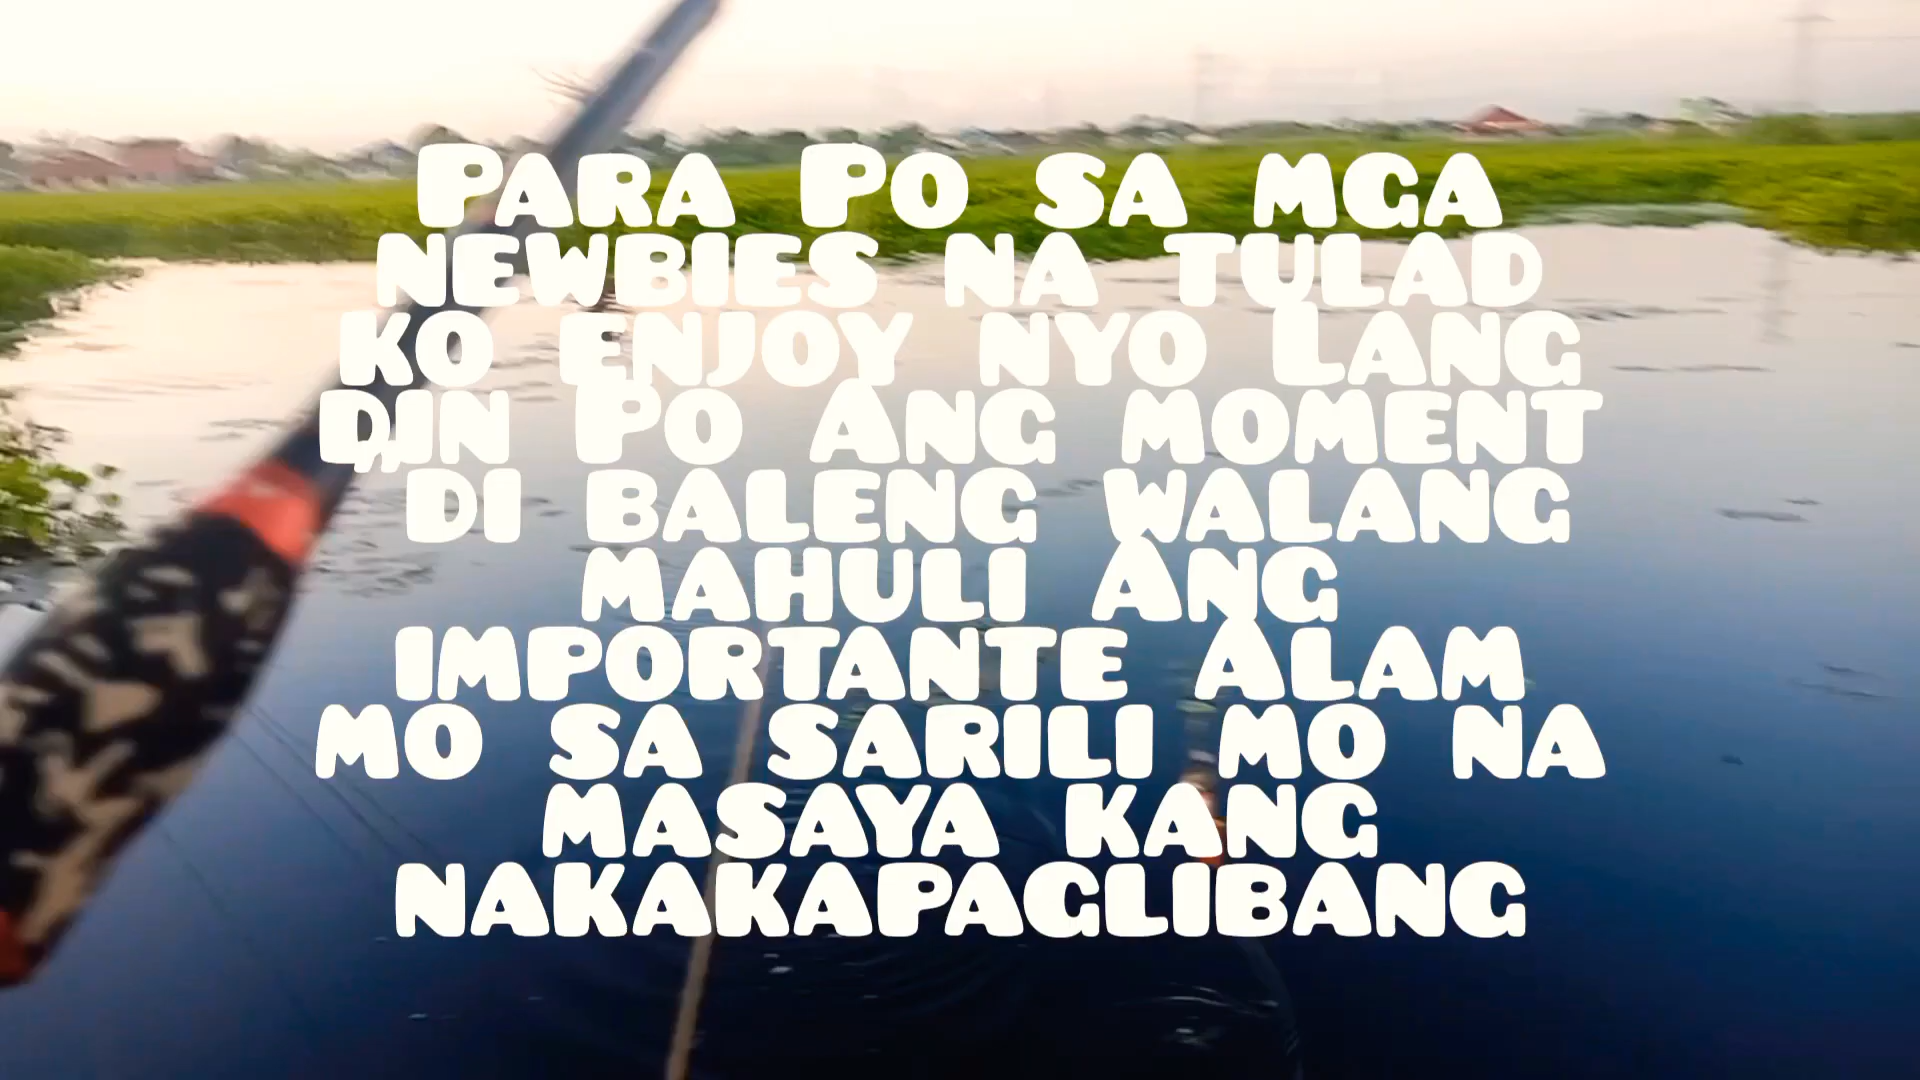 Para Po sa mga
newbies na tulad
ko enjoy nyo Lang
Din Po Ang moment
"di baleng walang
mahuli Ang
importante Alam
mo sa sarili mo na
masaya kang
nakakapaglibang